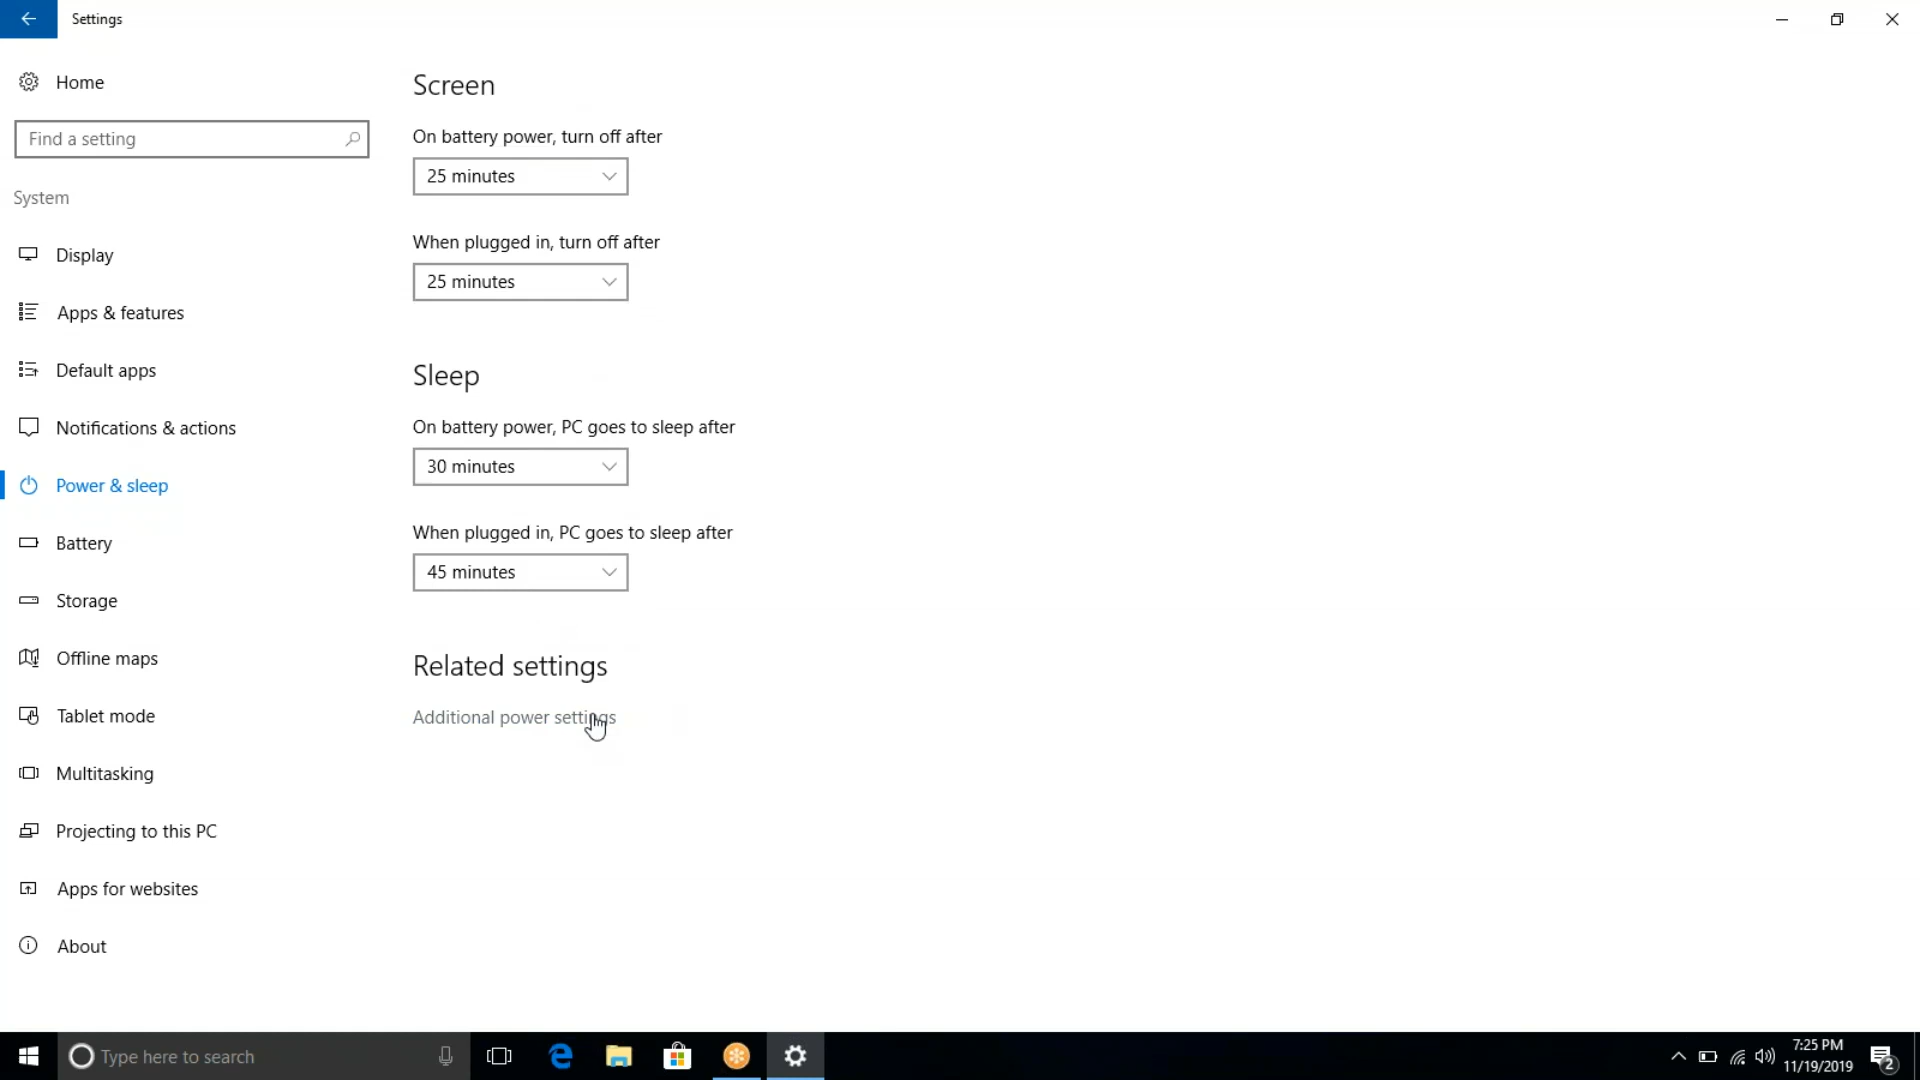 Settings
Home
Find a setting
System
Display
Apps & features
Default apps
Notifications & actions
Power & sleep
Battery
Storage
Offline maps
Tablet mode
Multitasking
Projecting to this PC
Apps for websites
About
Screen
On battery power, turn off after
25 minutes
When plugged in, turn off after
25 minutes
Sleep
On battery power, PC goes to sleep after
30 minutes
When plugged in, PC goes to sleep after
45 minutes
Related settings
Additional power settings
Type here to search
7:25 PM
11/19/2019
2